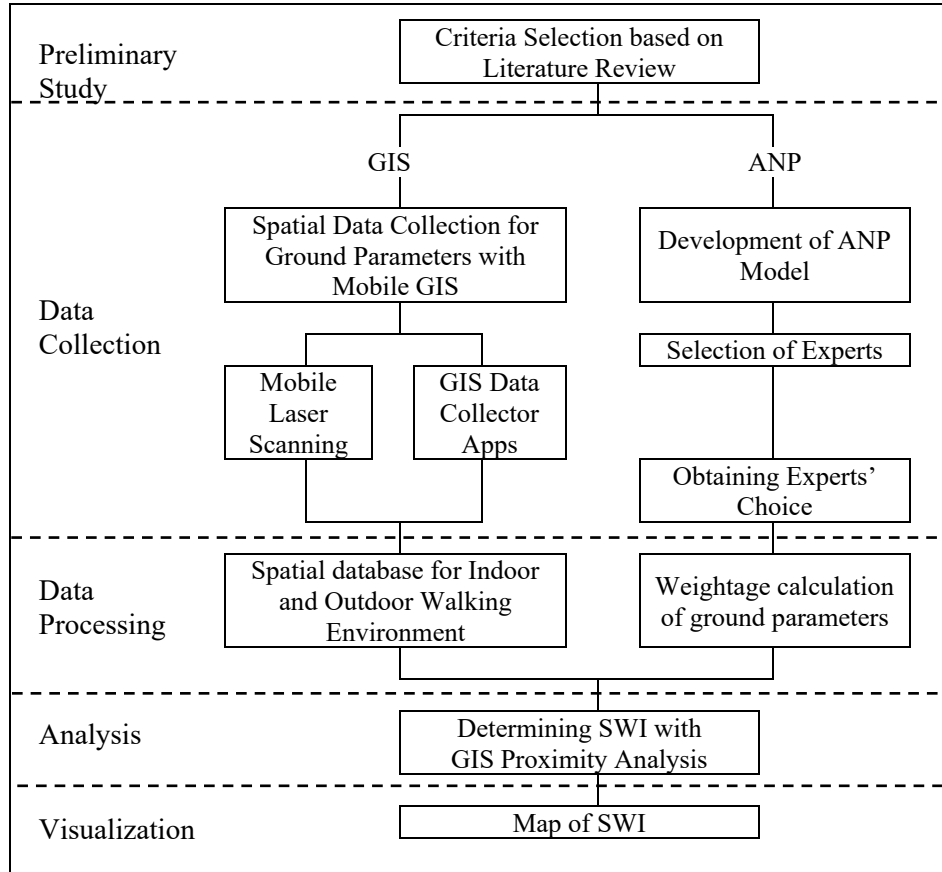 Preliminary
Study
Criteria Selection based on
Literature Review
GIS
ANP
Data
Collection
Spatial Data Collection for
Ground Parameters with
Mobile GIS
Development of ANP
Model
Selection of Experts
Mobile
Laser
Scanning
GIS Data
Collector
Apps
Obtaining Experts’
Choice
Data
Processing
Spatial database for Indoor
and Outdoor Walking
Environment
Weightage calculation
of ground parameters
Analysis
Determining SWI with
GIS Proximity Analysis
Visualization
Map of SWI